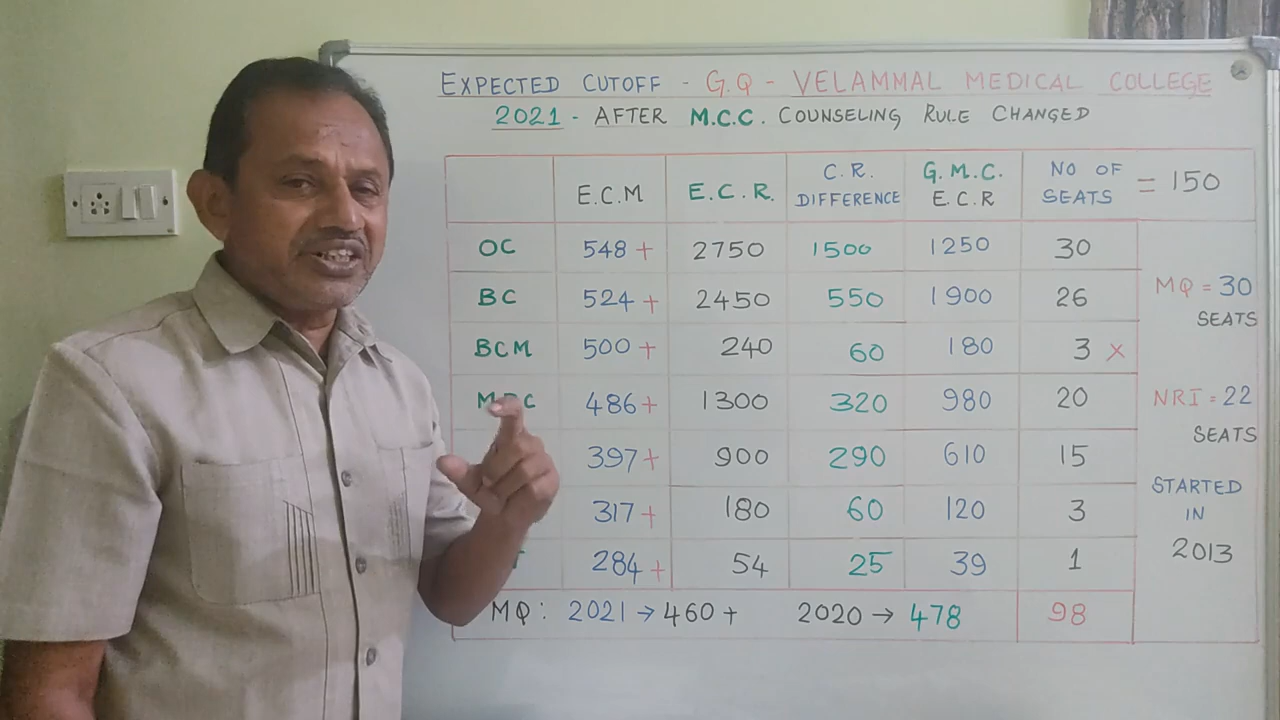 EXPECTED CUTOFF - G.Q - VELAMMAL MEDICAL COLLEGE
2021 - AFTER M.C.C. COUNSELING RULE CHANGED
E.C.M E.C.R. C.R. DIFFERENCE G.M.C. E.C.R NO OF SEATS = 150
OC 548 + 2750 1500 1250 30
BC 524 + 2450 550 1900 26
BCM 500 + 240 60 180 3 X
486 + 1300 320 980 20
397 + 900 290 610 15
317 + 180 60 120 3
284 + 54 25 39 1
MQ : 2021 → 460 + 2020 → 478 98
MQ = 30
SEATS
NRI = 22
SEATS
STARTED
IN
2013